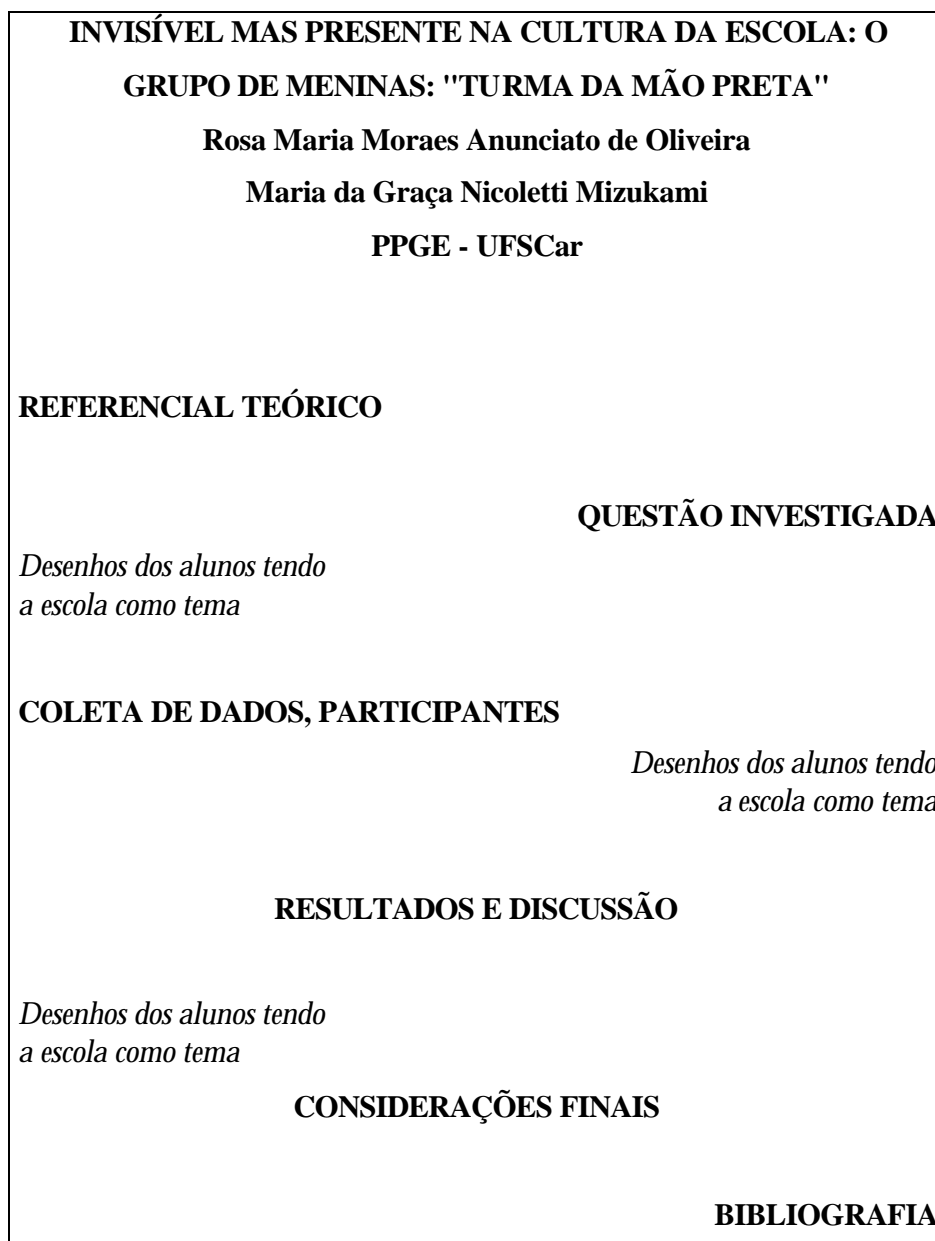 INVISÍVEL MAS PRESENTE NA CULTURA DA ESCOLA: O
GRUPO DE MENINAS: "TURMA DA MÃO PRETA"
Rosa Maria Moraes Anunciato de Oliveira
Maria da Graça Nicoletti Mizukami
PPGE - UFSCar
REFERENCIAL TEÓRICO
QUESTÃO INVESTIGADA
Desenhos dos alunos tendo
a escola como tema
COLETA DE DADOS, PARTICIPANTES
Desenhos dos alunos tendo
a escola como tema
RESULTADOS E DISCUSSÃO
Desenhos dos alunos tendo
a escola como tema
CONSIDERAÇÕES FINAIS
BIBLIOGRAFIA